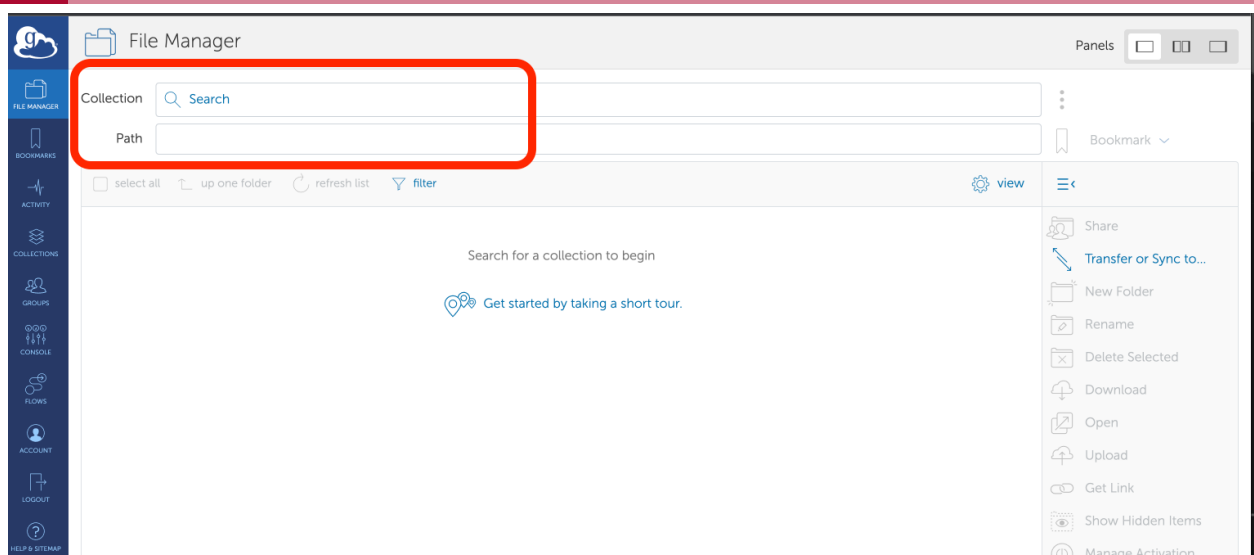 g
File Manager
Panels
FILE MANAGER
BOOKMARKS
ACTIVITY
COLLECTIONS
GROUPS
CONSOLE
FLOWS
ACCOUNT
LOGOUT
HELP & SITEMAP
Collection Search
Path
Bookmark
select all up one folder refresh list filter view
Search for a collection to begin
Get started by taking a short tour.
Share
Transfer or Sync to...
New Folder
Rename
Delete Selected
Download
Open
Upload
Get Link
Show Hidden Items
Manage Activation